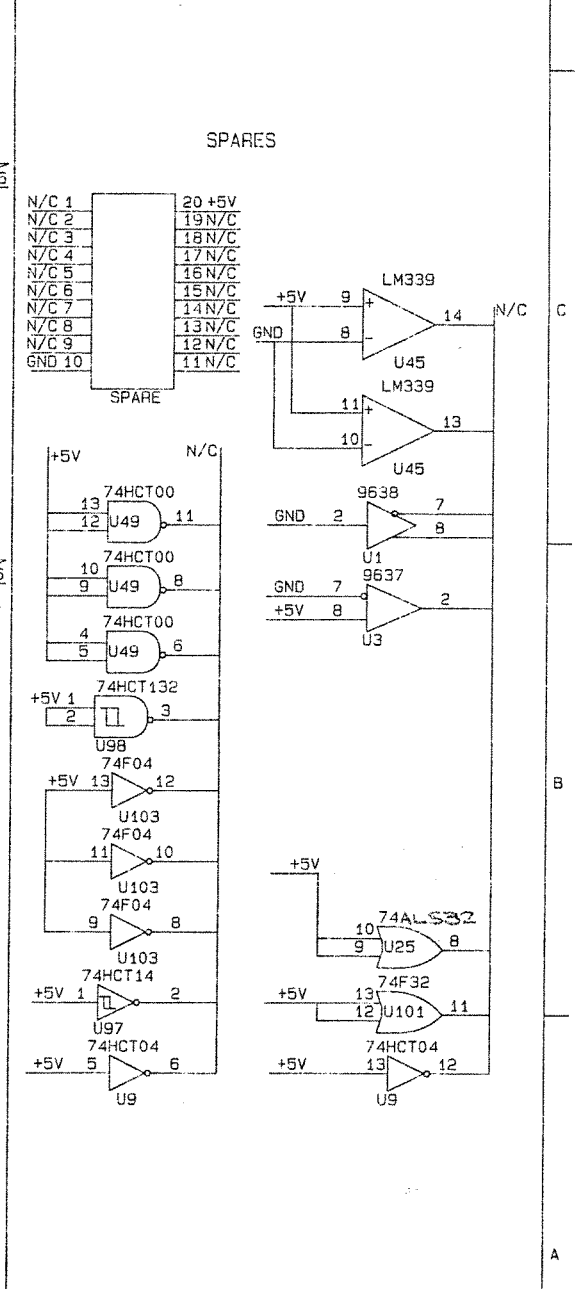 SPARES
N/C 1
N/C 2
N/C 3
N/C 4
N/C 5
N/C 6
N/C 7
N/C 8
N/C 9
GND 10
20 +5V
19 N/C
18 N/C
17 N/C
16 N/C
15 N/C
14 N/C
13 N/C
12 N/C
11 N/C
SPARE
+5V
N/C
74HCT00
13
12
U49
11
74HCT00
10
9
U49
8
74HCT00
4
5
U49
6
74HCT132
+5V 1
2
3
U98
74F04
+5V 13
12
U103
74F04
11
10
U103
74F04
9
8
U103
74HCT14
+5V 1
2
U97
74HCT04
+5V 5
6
U9
LM339
+5V
9
+
GND
8
-
14
N/C
U45
LM339
11
+
10
-
13
U45
9638
GND 2
7
8
U1
9637
GND 7
+5V 8
2
U3
+5V
74ALS32
10
9
U25
8
74F32
+5V
13
12
U101
11
74HCT04
+5V
13
12
U9
C
B
A